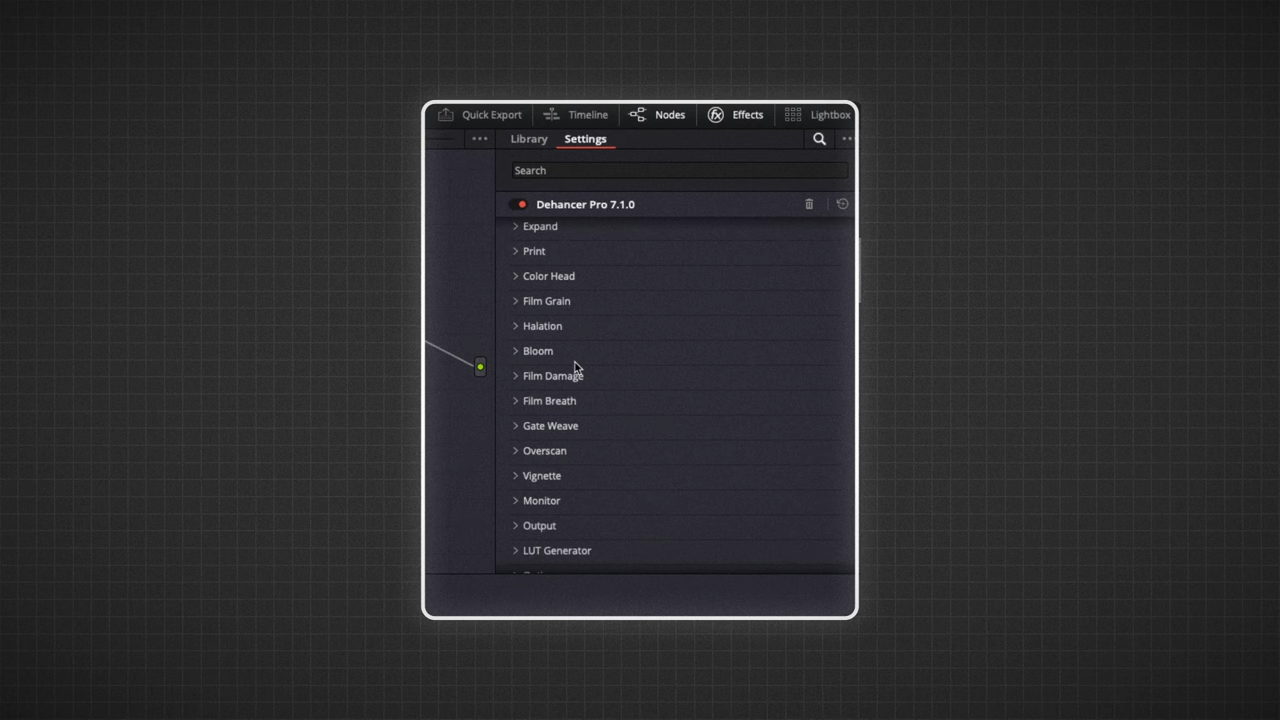 Quick Export Timeline Nodes Effects Lightbox
Library Settings
Search
Dehancer Pro 7.1.0
Expand
Print
Color Head
Film Grain
Halation
Bloom
Film Damage
Film Breath
Gate Weave
Overscan
Vignette
Monitor
Output
LUT Generator